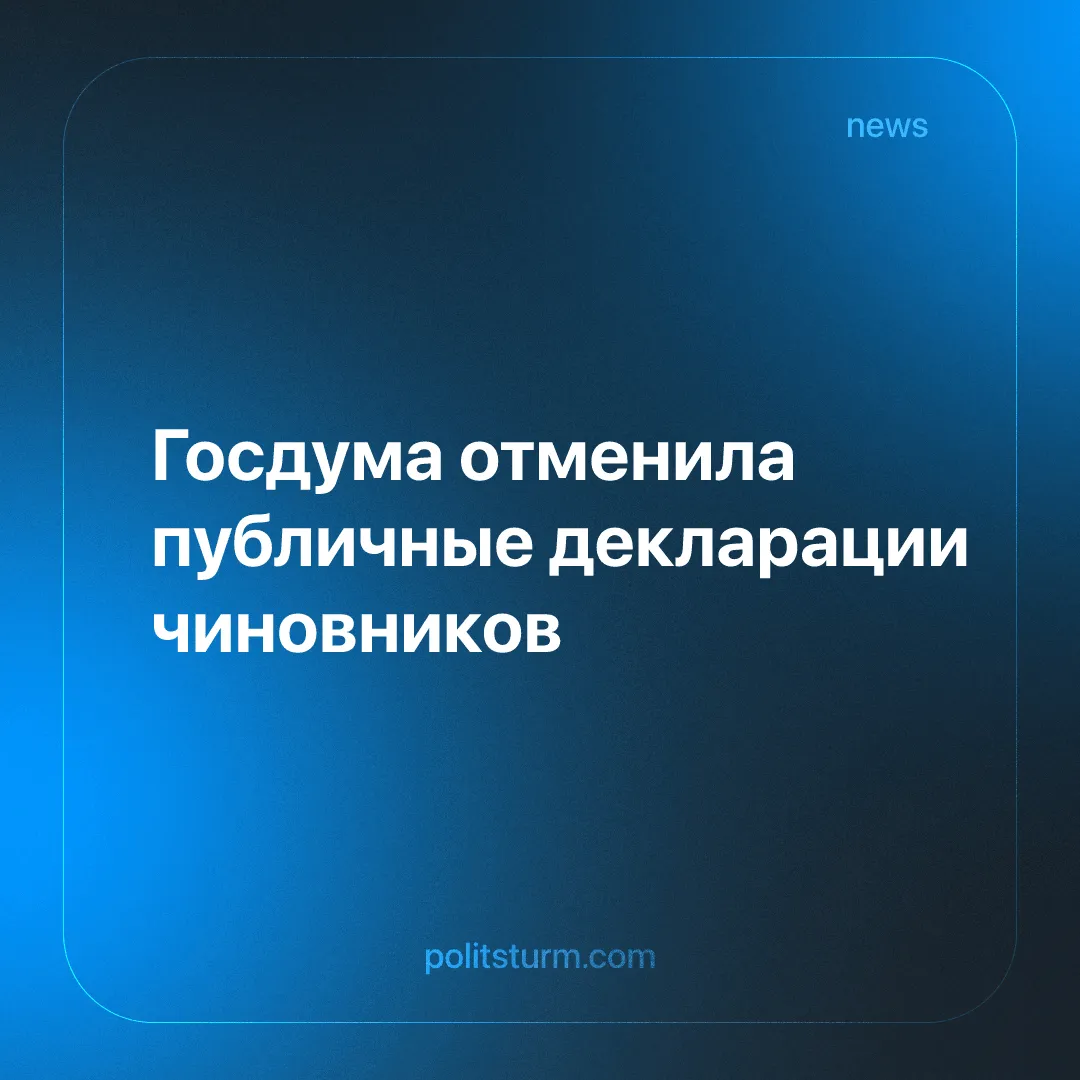 news
Госдума отменила
публичные декларации
чиновников
politsturm.com